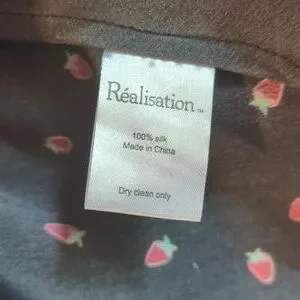 Réalisation™
100% silk
Made in China
Dry clean only